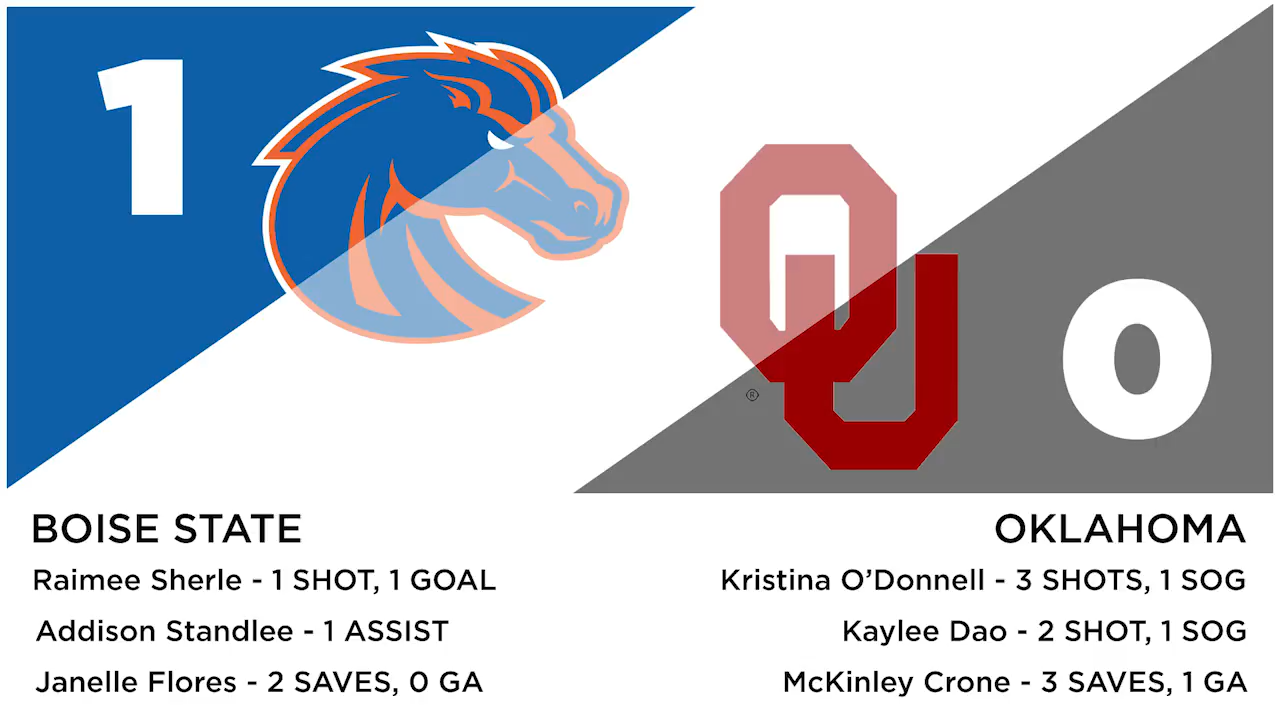 1
OU
®
0
BOISE STATE
Raimee Sherle - 1 SHOT, 1 GOAL
Addison Standlee - 1 ASSIST
Janelle Flores - 2 SAVES, 0 GA
OKLAHOMA
Kristina O’Donnell - 3 SHOTS, 1 SOG
Kaylee Dao - 2 SHOT, 1 SOG
McKinley Crone - 3 SAVES, 1 GA